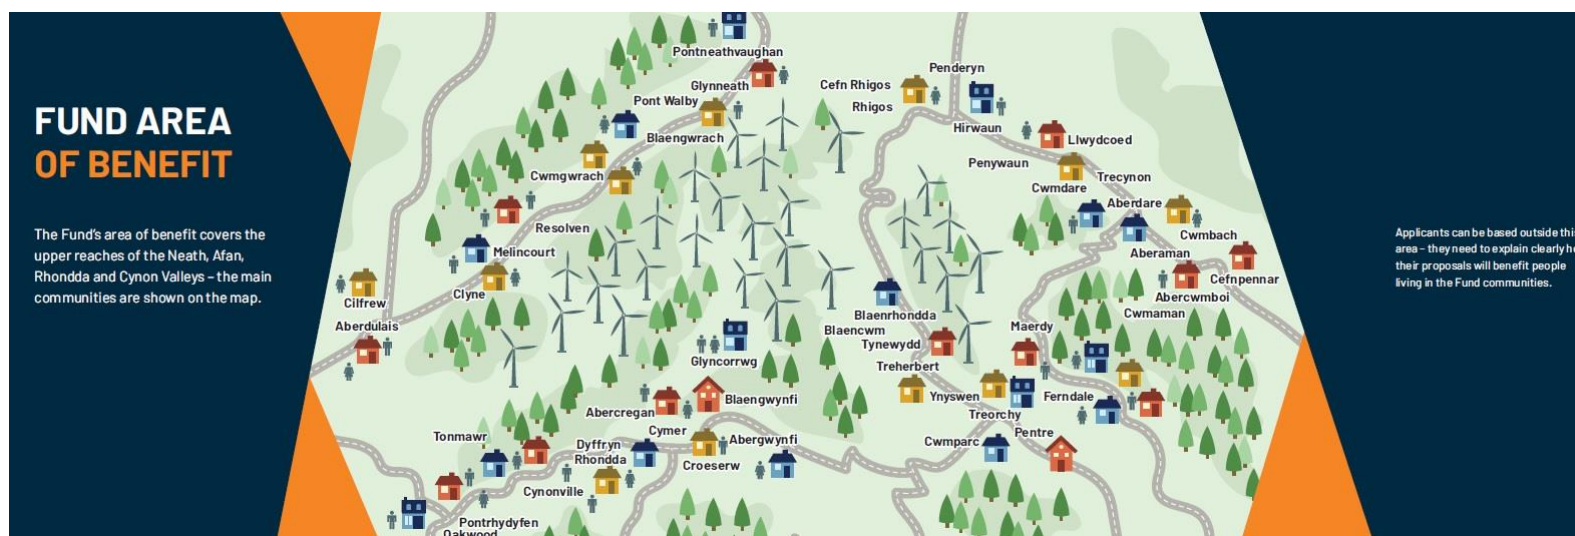 FUND AREA
OF BENEFIT
The Fund's area of benefit covers the
upper reaches of the Neath, Afan,
Rhondda and Cynon Valleys – the main
communities are shown on the map.
Pontneathvaughan
Glynneath
Pont Walby
Blaengwrach
Cwmgwrach
Resolven
Melincourt
Clyne
Cilfrew
Aberdulais
Cefn Rhigos
Rhigos
Penderyn
Hirwaun
Llwydcoed
Penywaun
Trecynon
Cwmdare
Aberdare
Cwmbach
Aberaman
Cefnpennar
Abercwmboi
Cwmaman
Blaenrhondda
Blaencwm
Tynewydd
Maerdy
Treherbert
Ynyswen
Ferndale
Treorchy
Pentre
Cwmparc
Glyncorrwg
Blaengwynfi
Abercregan
Cymer
Abergwynfi
Croeserw
Tonmawr
Dyffryn
Rhondda
Cynonville
Pontrhydyfen
Oakwood
Applicants can be based outside this
area – they need to explain clearly
their proposals will benefit people
living in the Fund communities.